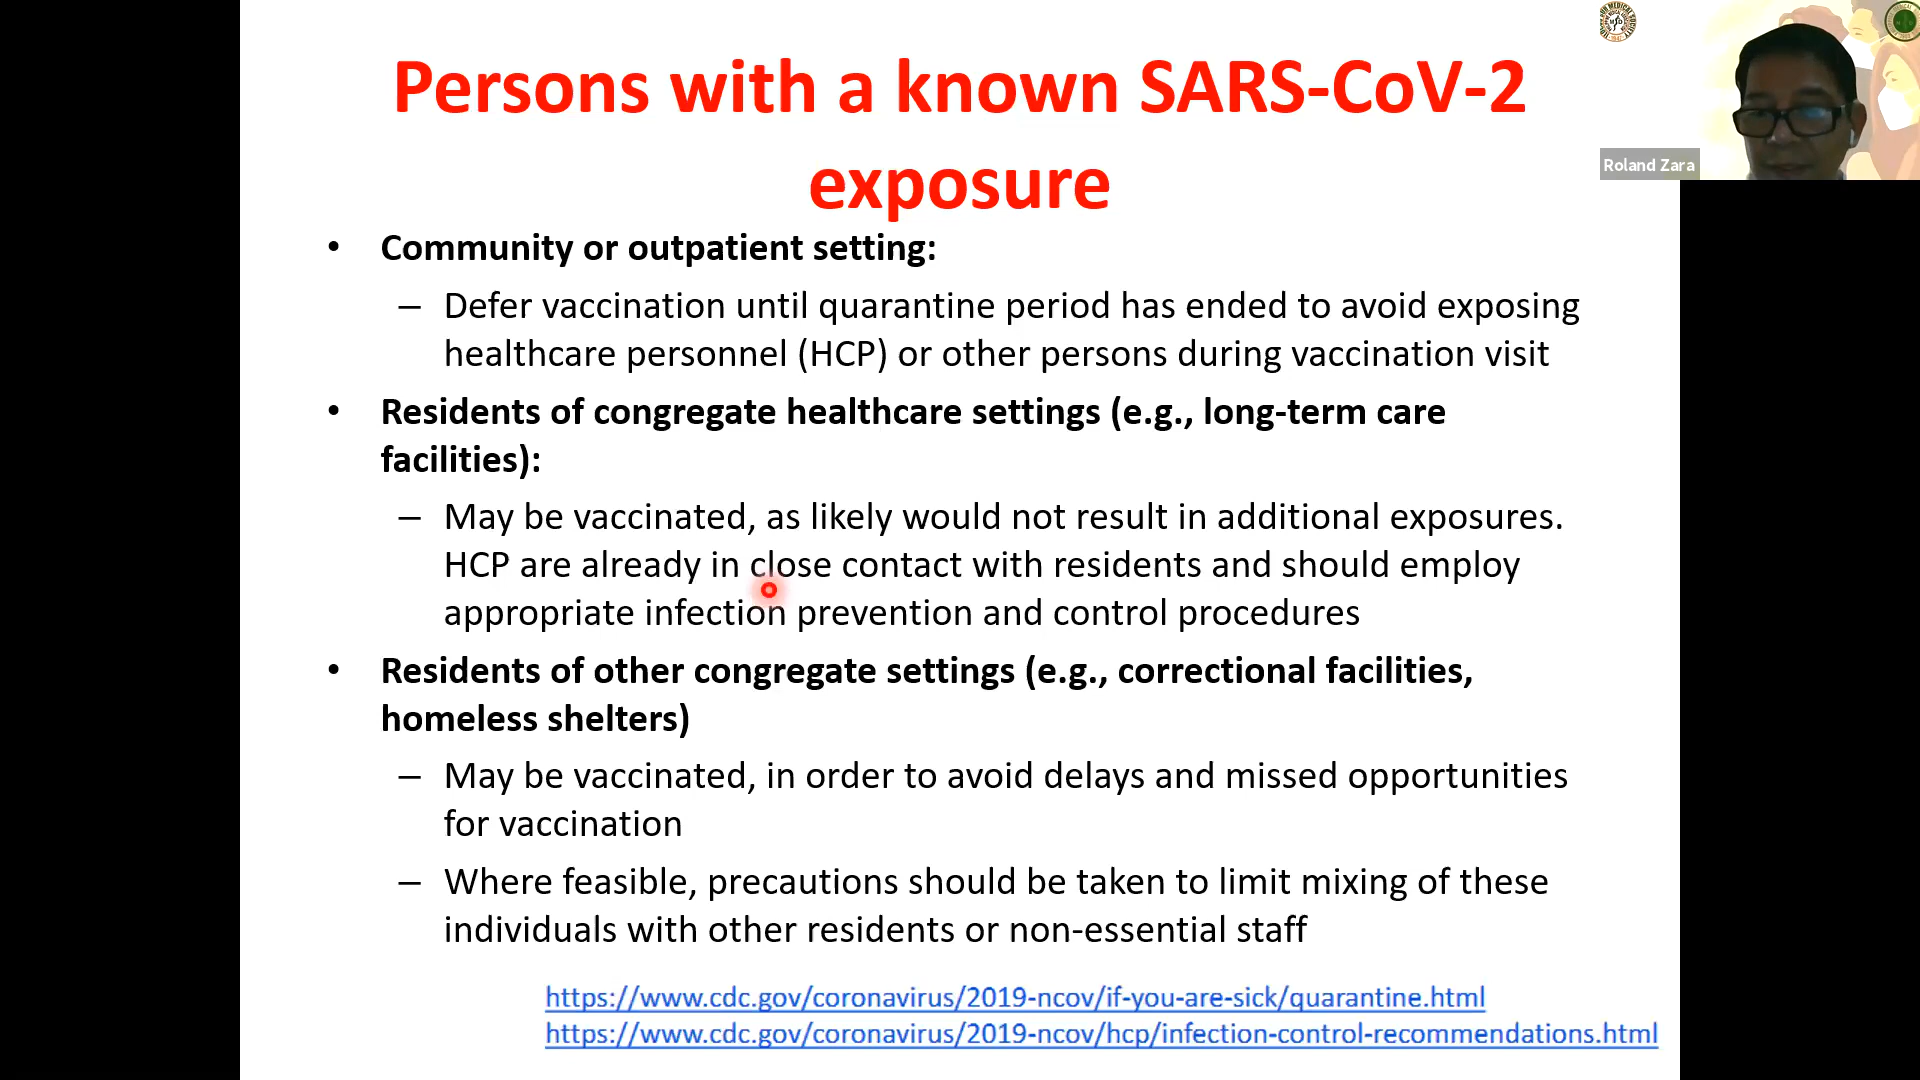 Persons with a known SARS-CoV-2
exposure
• Community or outpatient setting:
– Defer vaccination until quarantine period has ended to avoid exposing
healthcare personnel (HCP) or other persons during vaccination visit
• Residents of congregate healthcare settings (e.g., long-term care
facilities):
– May be vaccinated, as likely would not result in additional exposures.
HCP are already in close contact with residents and should employ
appropriate infection prevention and control procedures
• Residents of other congregate settings (e.g., correctional facilities,
homeless shelters)
– May be vaccinated, in order to avoid delays and missed opportunities
for vaccination
– Where feasible, precautions should be taken to limit mixing of these
individuals with other residents or non-essential staff
https://www.cdc.gov/coronavirus/2019-ncov/if-you-are-sick/quarantine.html
https://www.cdc.gov/coronavirus/2019-ncov/hcp/infection-control-recommendations.html
Roland Zara